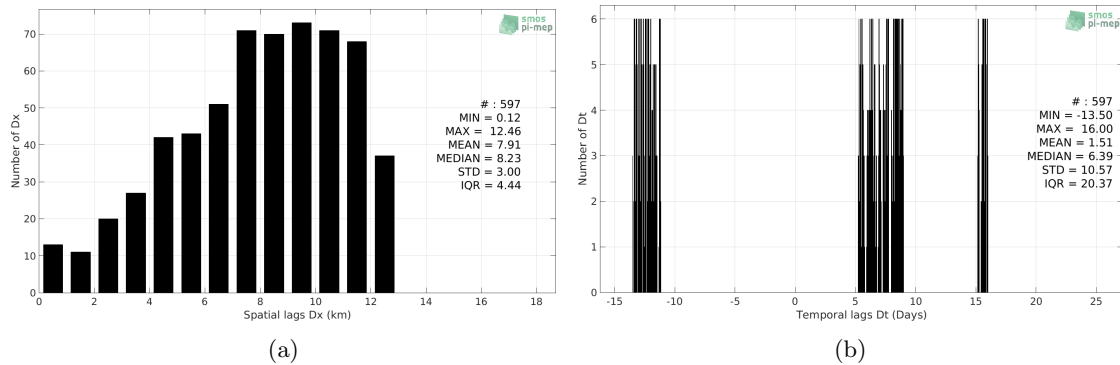 smos
pi-mep
70
60
50
40
30
20
10
0
Number of Dx
# : 597
MIN = 0.12
MAX = 12.46
MEAN = 7.91
MEDIAN = 8.23
STD = 3.00
IQR = 4.44
0 2 4 6 8 10 12 14 16 18
Spatial lags Dx (km)
(a)
smos
pi-mep
6
5
4
3
2
1
0
Number of Dt
# : 597
MIN = -13.50
MAX = 16.00
MEAN = 1.51
MEDIAN = 6.39
STD = 10.57
IQR = 20.37
-15 -10 -5 0 5 10 15 20 25
Temporal lags Dt (Days)
(b)